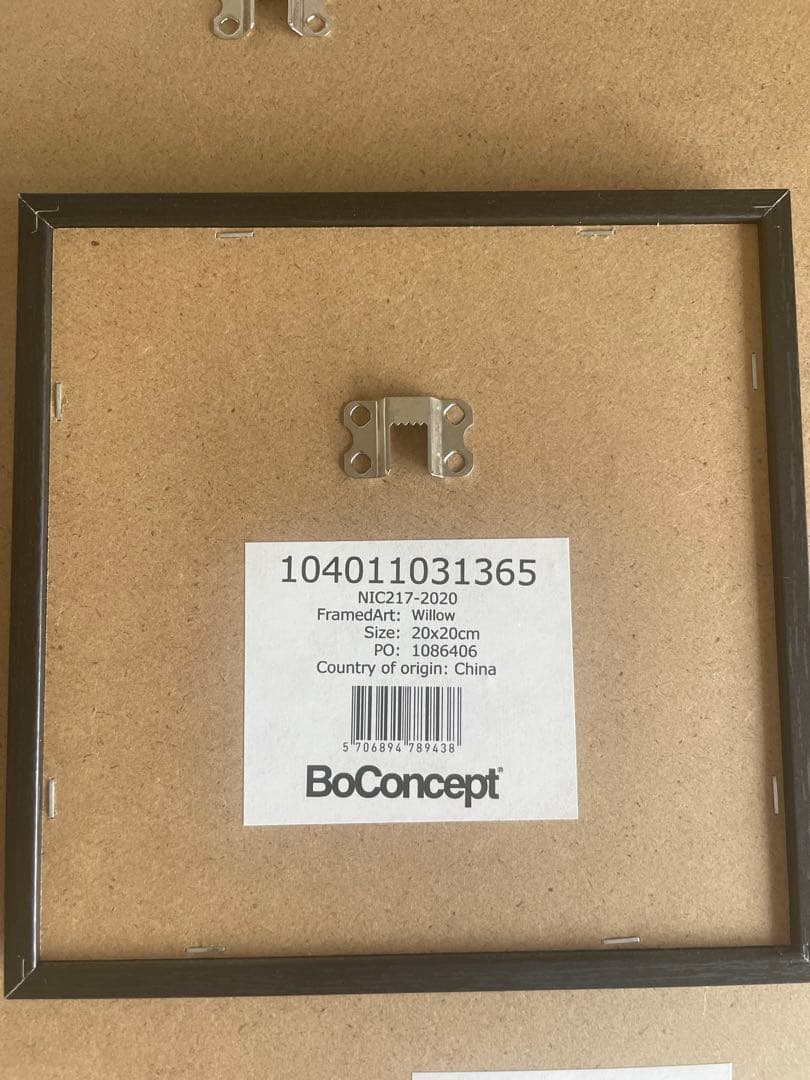 104011031365
NIC217-2020
FramedArt: Willow
Size: 20x20cm
PO: 1086406
Country of origin: China
5 706894 789438
BoConcept®